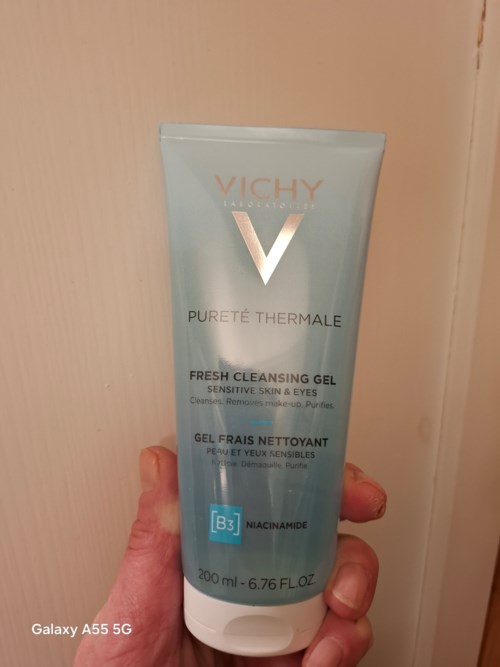 VICHY
LABORATOIRES
V
PURETÉ THERMALE
FRESH CLEANSING GEL
SENSITIVE SKIN & EYES
Cleanses. Removes make-up. Purifies.
GEL FRAIS NETTOYANT
PEAU ET YEUX SENSIBLES
Démaquille. Purifie.
[B3] NIACINAMIDE
200 ml - 6.76 FL.OZ.
Galaxy A55 5G